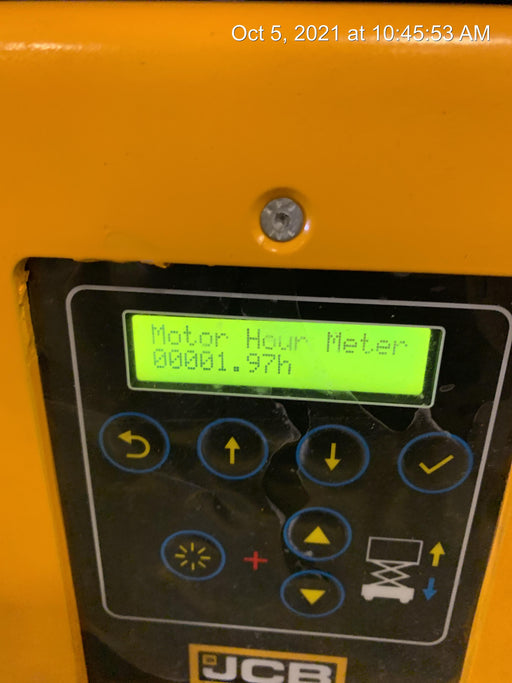 Oct 5, 2021 at 10:45:53 AM
Motor Hour Meter
00001.97h
JCB